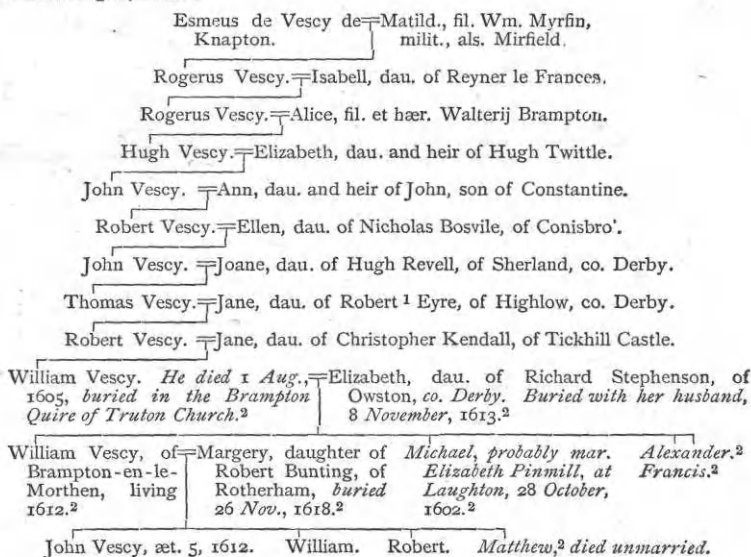 Esmeus de Vescy de Knapton. Matild., fil. Wm. Myrfin, milit., als. Mirfield.
Rogerus Vescy. Isabell, dau. of Reyner le Frances.
Rogerus Vescy. Alice, fil. et hær. Walterij Brampton.
Hugh Vescy. Elizabeth, dau. and heir of Hugh Twittle.
John Vescy. Ann, dau. and heir of John, son of Constantine.
Robert Vescy. Ellen, dau. of Nicholas Bosvile, of Conisbro'.
John Vescy. Joane, dau. of Hugh Revell, of Sherland, co. Derby.
Thomas Vescy. Jane, dau. of Robert ¹ Eyre, of Highlow, co. Derby.
Robert Vescy. Jane, dau. of Christopher Kendall, of Tickhill Castle.
William Vescy. He died 1 Aug.,
1605, buried in the Brampton
Quire of Truton Church.²
Elizabeth, dau. of Richard Stephenson, of
Owston, co. Derby. Buried with her husband,
8 November, 1613.²
William Vescy, of
Brampton-en-le-
Morthen, living
1612.²
Margery, daughter of
Robert Bunting, of
Rotherham, buried
26 Nov., 1618.²
Michael, probably mar.
Elizabeth Pinmill, at
Laughton, 28 October,
1602.²
Alexander.²
Francis.²
John Vescy, æt. 5, 1612. William. Robert. Matthew,² died unmarried.